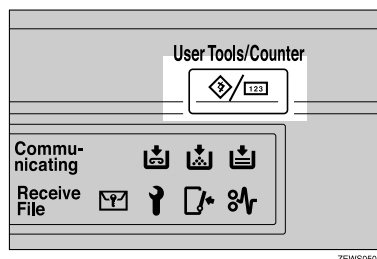 User Tools/Counter
123
Commu-
nicating
Receive
File
ZEWS050